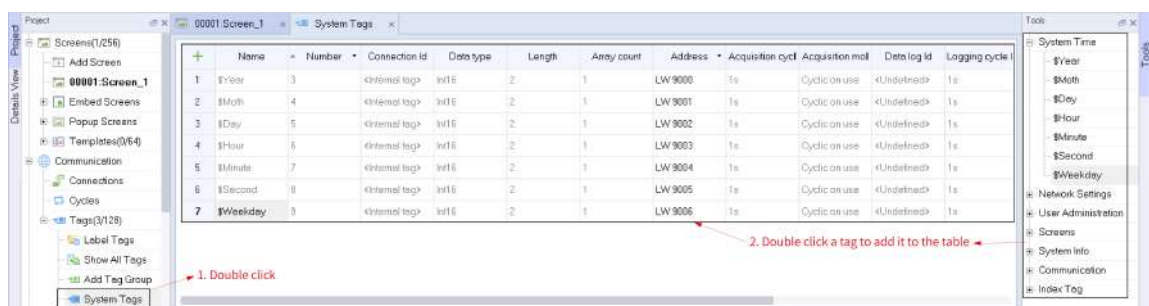 Project
00001:Screen_1
System Tags
Tools
Project
Details View
Tools
Screens(1/256)
Add Screen
00001:Screen_1
Embed Screens
Popup Screens
Templates(0/64)
Communication
Connections
Cycles
Tags(3/128)
Label Tags
Show All Tags
Add Tag Group
System Tags
1. Double click
Name Number Connection Id Data type Length Array count Address Acquisition cycl Acquisition mod Data log Id Logging cycle I
1 $Year 3 <Internal tag> Int16 2 1 LW 9000 1s Cyclic on use <Undefined> 1s
2 $Moth 4 <Internal tag> Int16 2 1 LW 9001 1s Cyclic on use <Undefined> 1s
3 $Day 5 <Internal tag> Int16 2 1 LW 9002 1s Cyclic on use <Undefined> 1s
4 $Hour 6 <Internal tag> Int16 2 1 LW 9003 1s Cyclic on use <Undefined> 1s
5 $Minute 7 <Internal tag> Int16 2 1 LW 9004 1s Cyclic on use <Undefined> 1s
6 $Second 8 <Internal tag> Int16 2 1 LW 9005 1s Cyclic on use <Undefined> 1s
7 $Weekday 9 <Internal tag> Int16 2 1 LW 9006 1s Cyclic on use <Undefined> 1s
2. Double click a tag to add it to the table
System Time
$Year
$Moth
$Day
$Hour
$Minute
$Second
$Weekday
Network Settings
User Administration
Screens
System Info
Communication
Index Tag